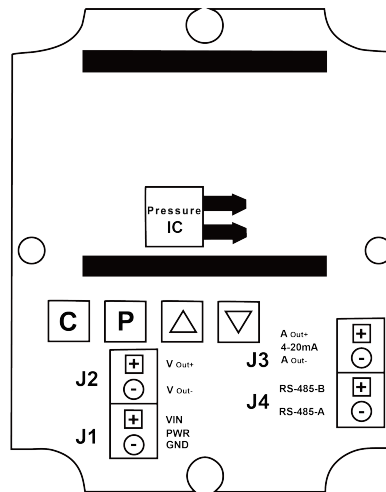 Pressure
IC
C P
J2
+ V Out+
- V Out-
J1
+ VIN
PWR
- GND
J3
A Out+ +
4-20mA
A Out- -
J4
RS-485-B +
RS-485-A -